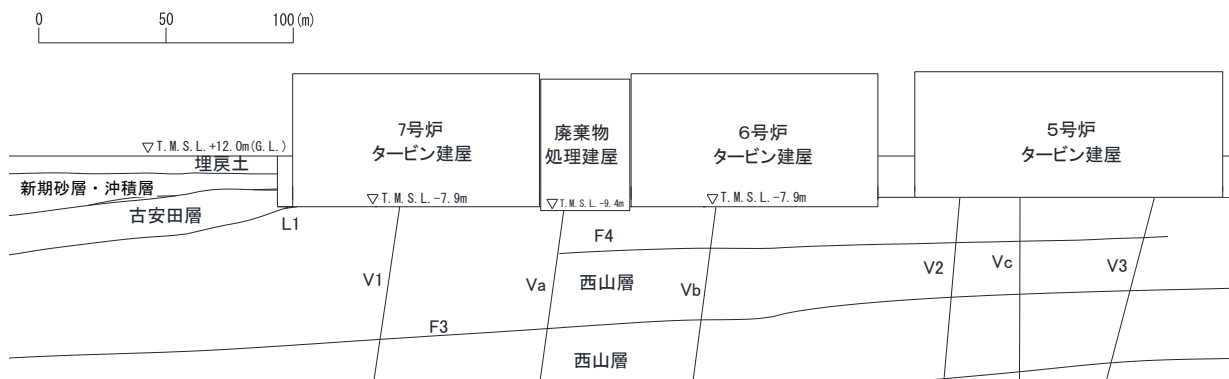 0 50 100(m)
7号炉
タービン建屋
廃棄物
処理建屋
6号炉
タービン建屋
5号炉
タービン建屋
▽T.M.S.L.+12.0m(G.L.)
埋戻土
新期砂層・沖積層
古安田層
▽T.M.S.L.-7.9m
▽T.M.S.L.-9.4m
▽T.M.S.L.-7.9m
L1
F4
V1
Va
西山層
Vb
V2
Vc
V3
F3
西山層